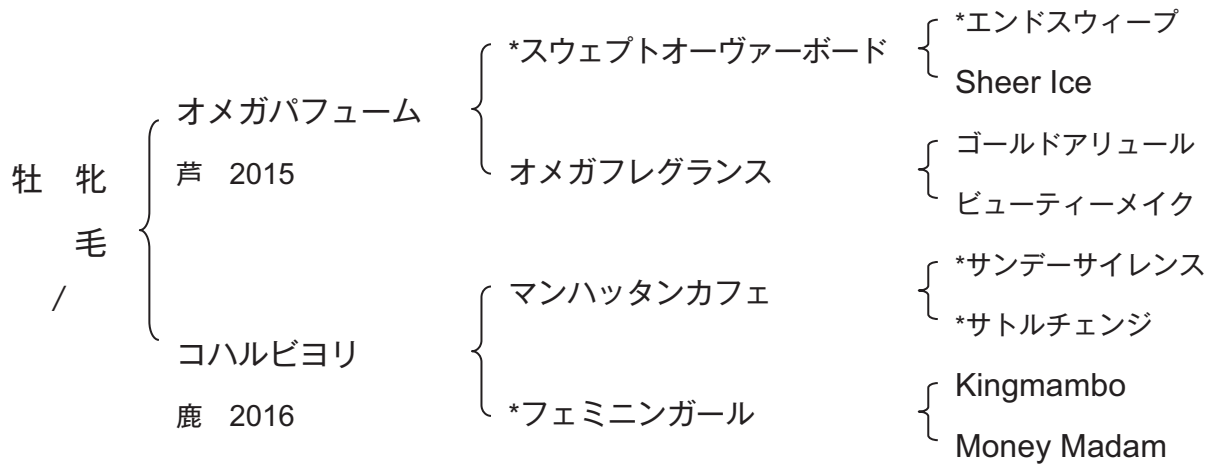 牡 牝
毛
/
オメガパフューム
芦 2015
コハルビヨリ
鹿 2016
*スウェプトオーヴァーボード
オメガフレグランス
マンハッタンカフェ
*フェミニンガール
*エンドスウィープ
Sheer Ice
ゴールドアリュール
ビューティーメイク
*サンデーサイレンス
*サトルチェンジ
Kingmambo
Money Madam